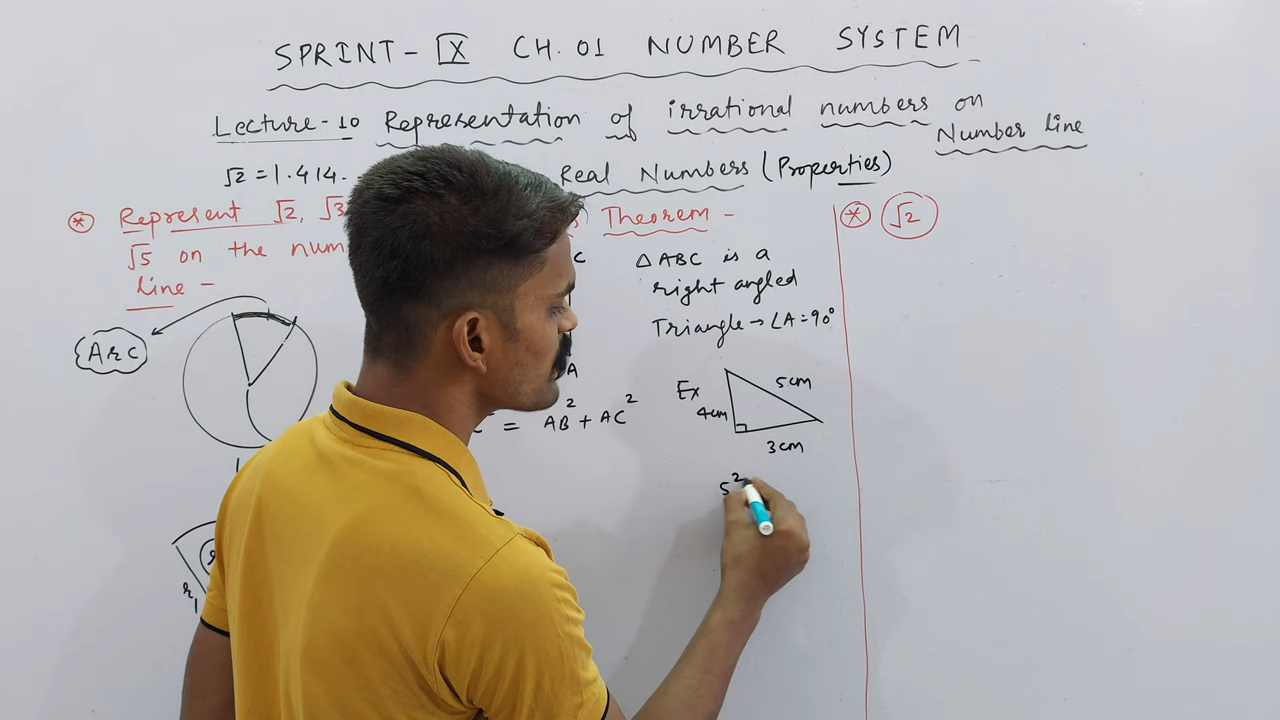 SPRINT - IX CH. 01 NUMBER SYSTEM
Lecture - 10 Representation of irrational numbers on
Number line
√2 = 1.414.
Real Numbers (Properties)
* Represent √2, √3
√5 on the num
line -
Arc
r
Theorem -
C
A
= AB² + AC²
△ABC is a
right angled
Triangle → ∠A = 90°
Ex
5cm
4cm
3cm
5²
* √2